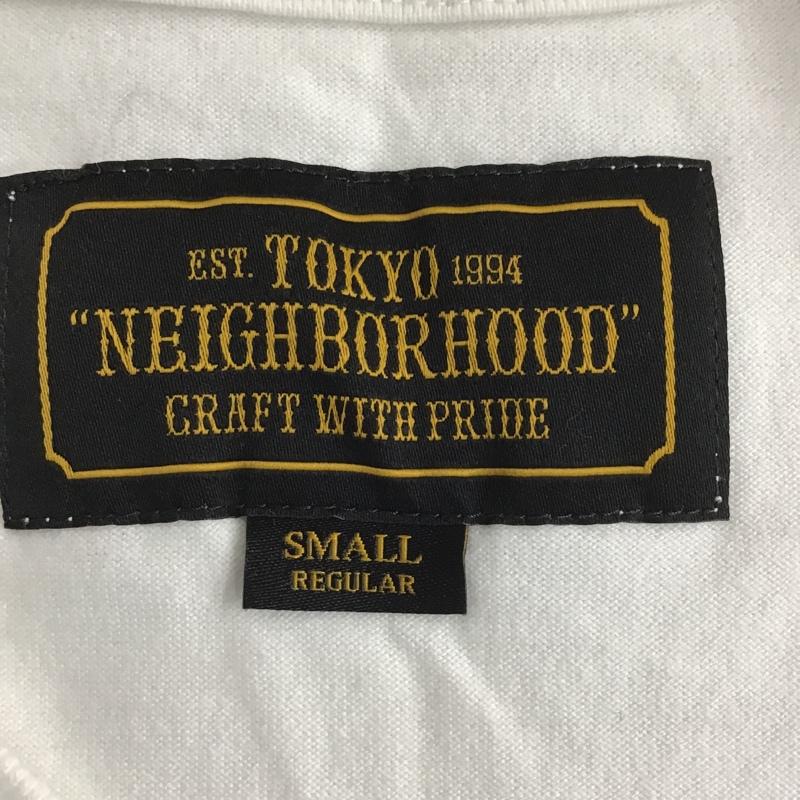 EST. TOKYO 1994
"NEIGHBORHOOD"
CRAFT WITH PRIDE
SMALL
REGULAR